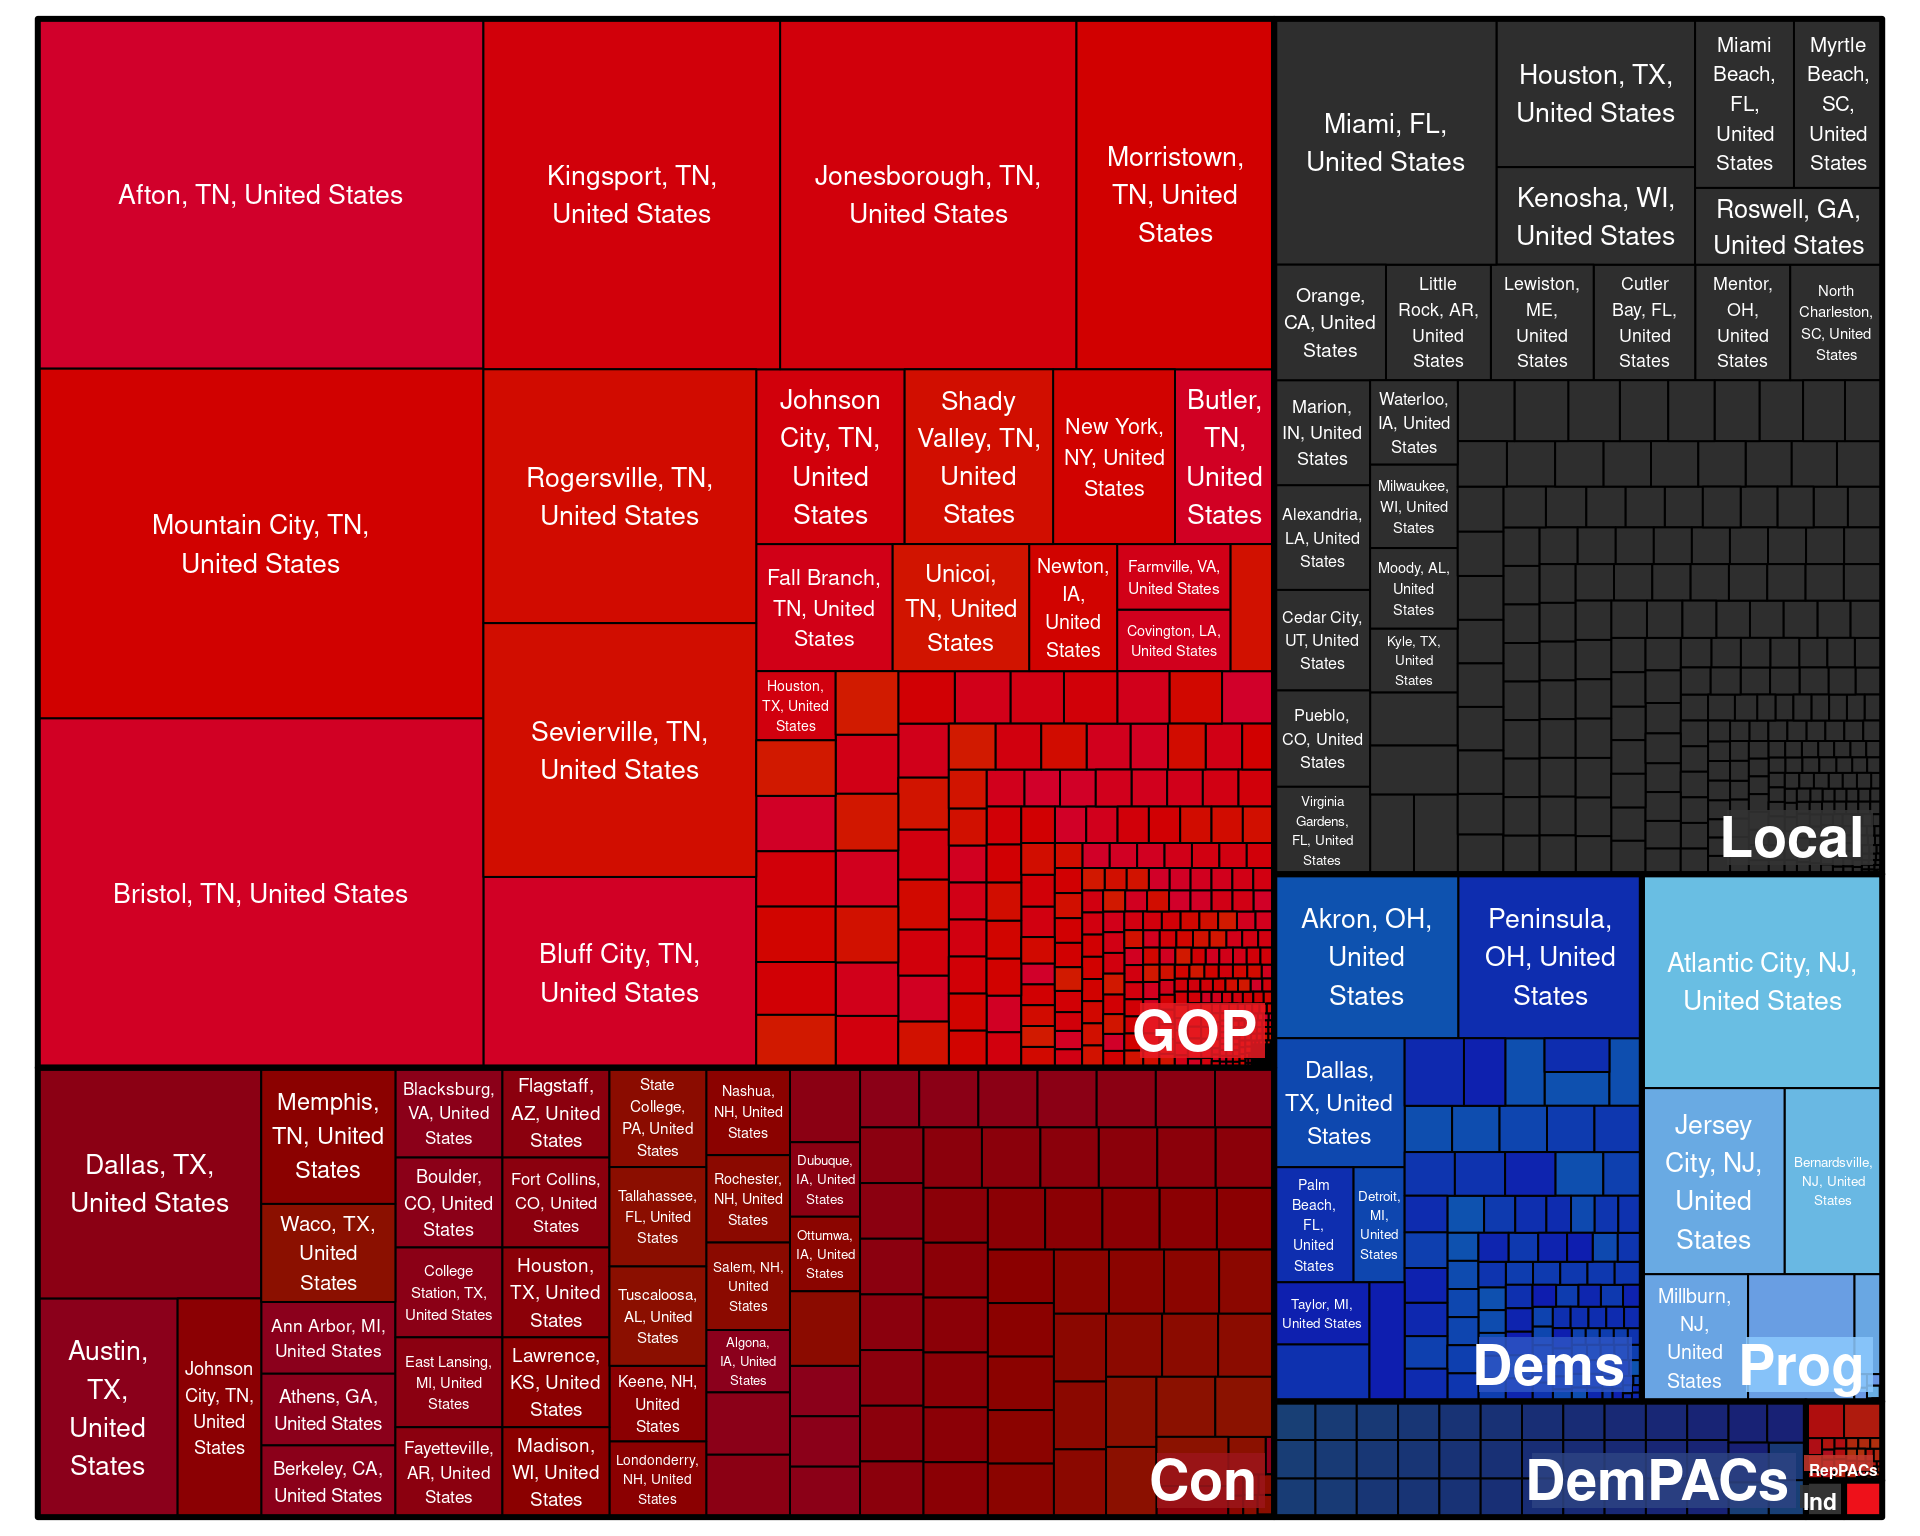 Afton, TN, United States
Kingsport, TN,
United States
Jonesborough, TN,
United States
Morristown,
TN, United
States
Mountain City, TN,
United States
Bristol, TN, United States
Rogersville, TN,
United States
Sevierville, TN,
United States
Bluff City, TN,
United States
Johnson
City, TN,
United
States
Shady
Valley, TN,
United
States
New York,
NY, United
States
Butler,
TN,
United
States
Fall Branch,
TN, United
States
Unicoi,
TN, United
States
Newton,
IA,
United
States
Farmville, VA,
United States
Covington, LA,
United States
Houston,
TX, United
States
GOP
Miami, FL,
United States
Houston, TX,
United States
Kenosha, WI,
United States
Miami
Beach,
FL,
United
States
Myrtle
Beach,
SC,
United
States
Roswell, GA,
United States
Orange,
CA, United
States
Little
Rock, AR,
United
States
Lewiston,
ME,
United
States
Cutler
Bay, FL,
United
States
Mentor,
OH,
United
States
North
Charleston,
SC, United
States
Marion,
IN, United
States
Alexandria,
LA, United
States
Cedar City,
UT, United
States
Pueblo,
CO, United
States
Virginia
Gardens,
FL, United
States
Waterloo,
IA, United
States
Milwaukee,
WI, United
States
Moody, AL,
United
States
Kyle, TX,
United
States
Local
Dallas, TX,
United States
Austin,
TX,
United
States
Johnson
City, TN,
United
States
Memphis,
TN, United
States
Waco, TX,
United
States
Ann Arbor, MI,
United States
Athens, GA,
United States
Berkeley, CA,
United States
Blacksburg,
VA, United
States
Boulder,
CO, United
States
College
Station, TX,
United States
East Lansing,
MI, United
States
Fayetteville,
AR, United
States
Flagstaff,
AZ, United
States
Fort Collins,
CO, United
States
Houston,
TX, United
States
Lawrence,
KS, United
States
Madison,
WI, United
States
State
College,
PA, United
States
Tallahassee,
FL, United
States
Tuscaloosa,
AL, United
States
Keene, NH,
United
States
Londonderry,
NH, United
States
Nashua,
NH, United
States
Rochester,
NH, United
States
Salem, NH,
United
States
Algona,
IA, United
States
Dubuque,
IA, United
States
Ottumwa,
IA, United
States
Con
Akron, OH,
United
States
Peninsula,
OH, United
States
Dallas,
TX, United
States
Palm
Beach,
FL,
United
States
Detroit,
MI,
United
States
Taylor, MI,
United States
Dems
Atlantic City, NJ,
United States
Jersey
City, NJ,
United
States
Bernardsville,
NJ, United
States
Millburn,
NJ,
United
States
Prog
DemPACs
RepPACs
Ind